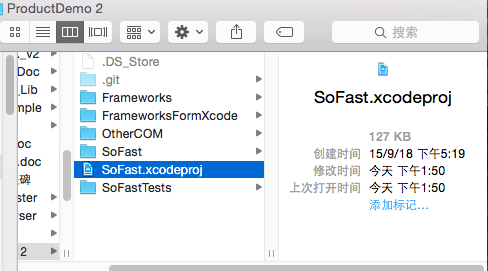 ProductDemo 2
搜索
_v2
Doc
_Lib
mple
oc
.doc
碑
ster
wser
2
.DS_Store
.git
Frameworks
FrameworksFormXcode
OtherCOM
SoFast
SoFast.xcodeproj
SoFastTests
SoFast.xcodeproj
127 KB
创建时间 15/9/18 下午5:19
修改时间 今天 下午1:50
上次打开时间 今天 下午1:50
添加标记...